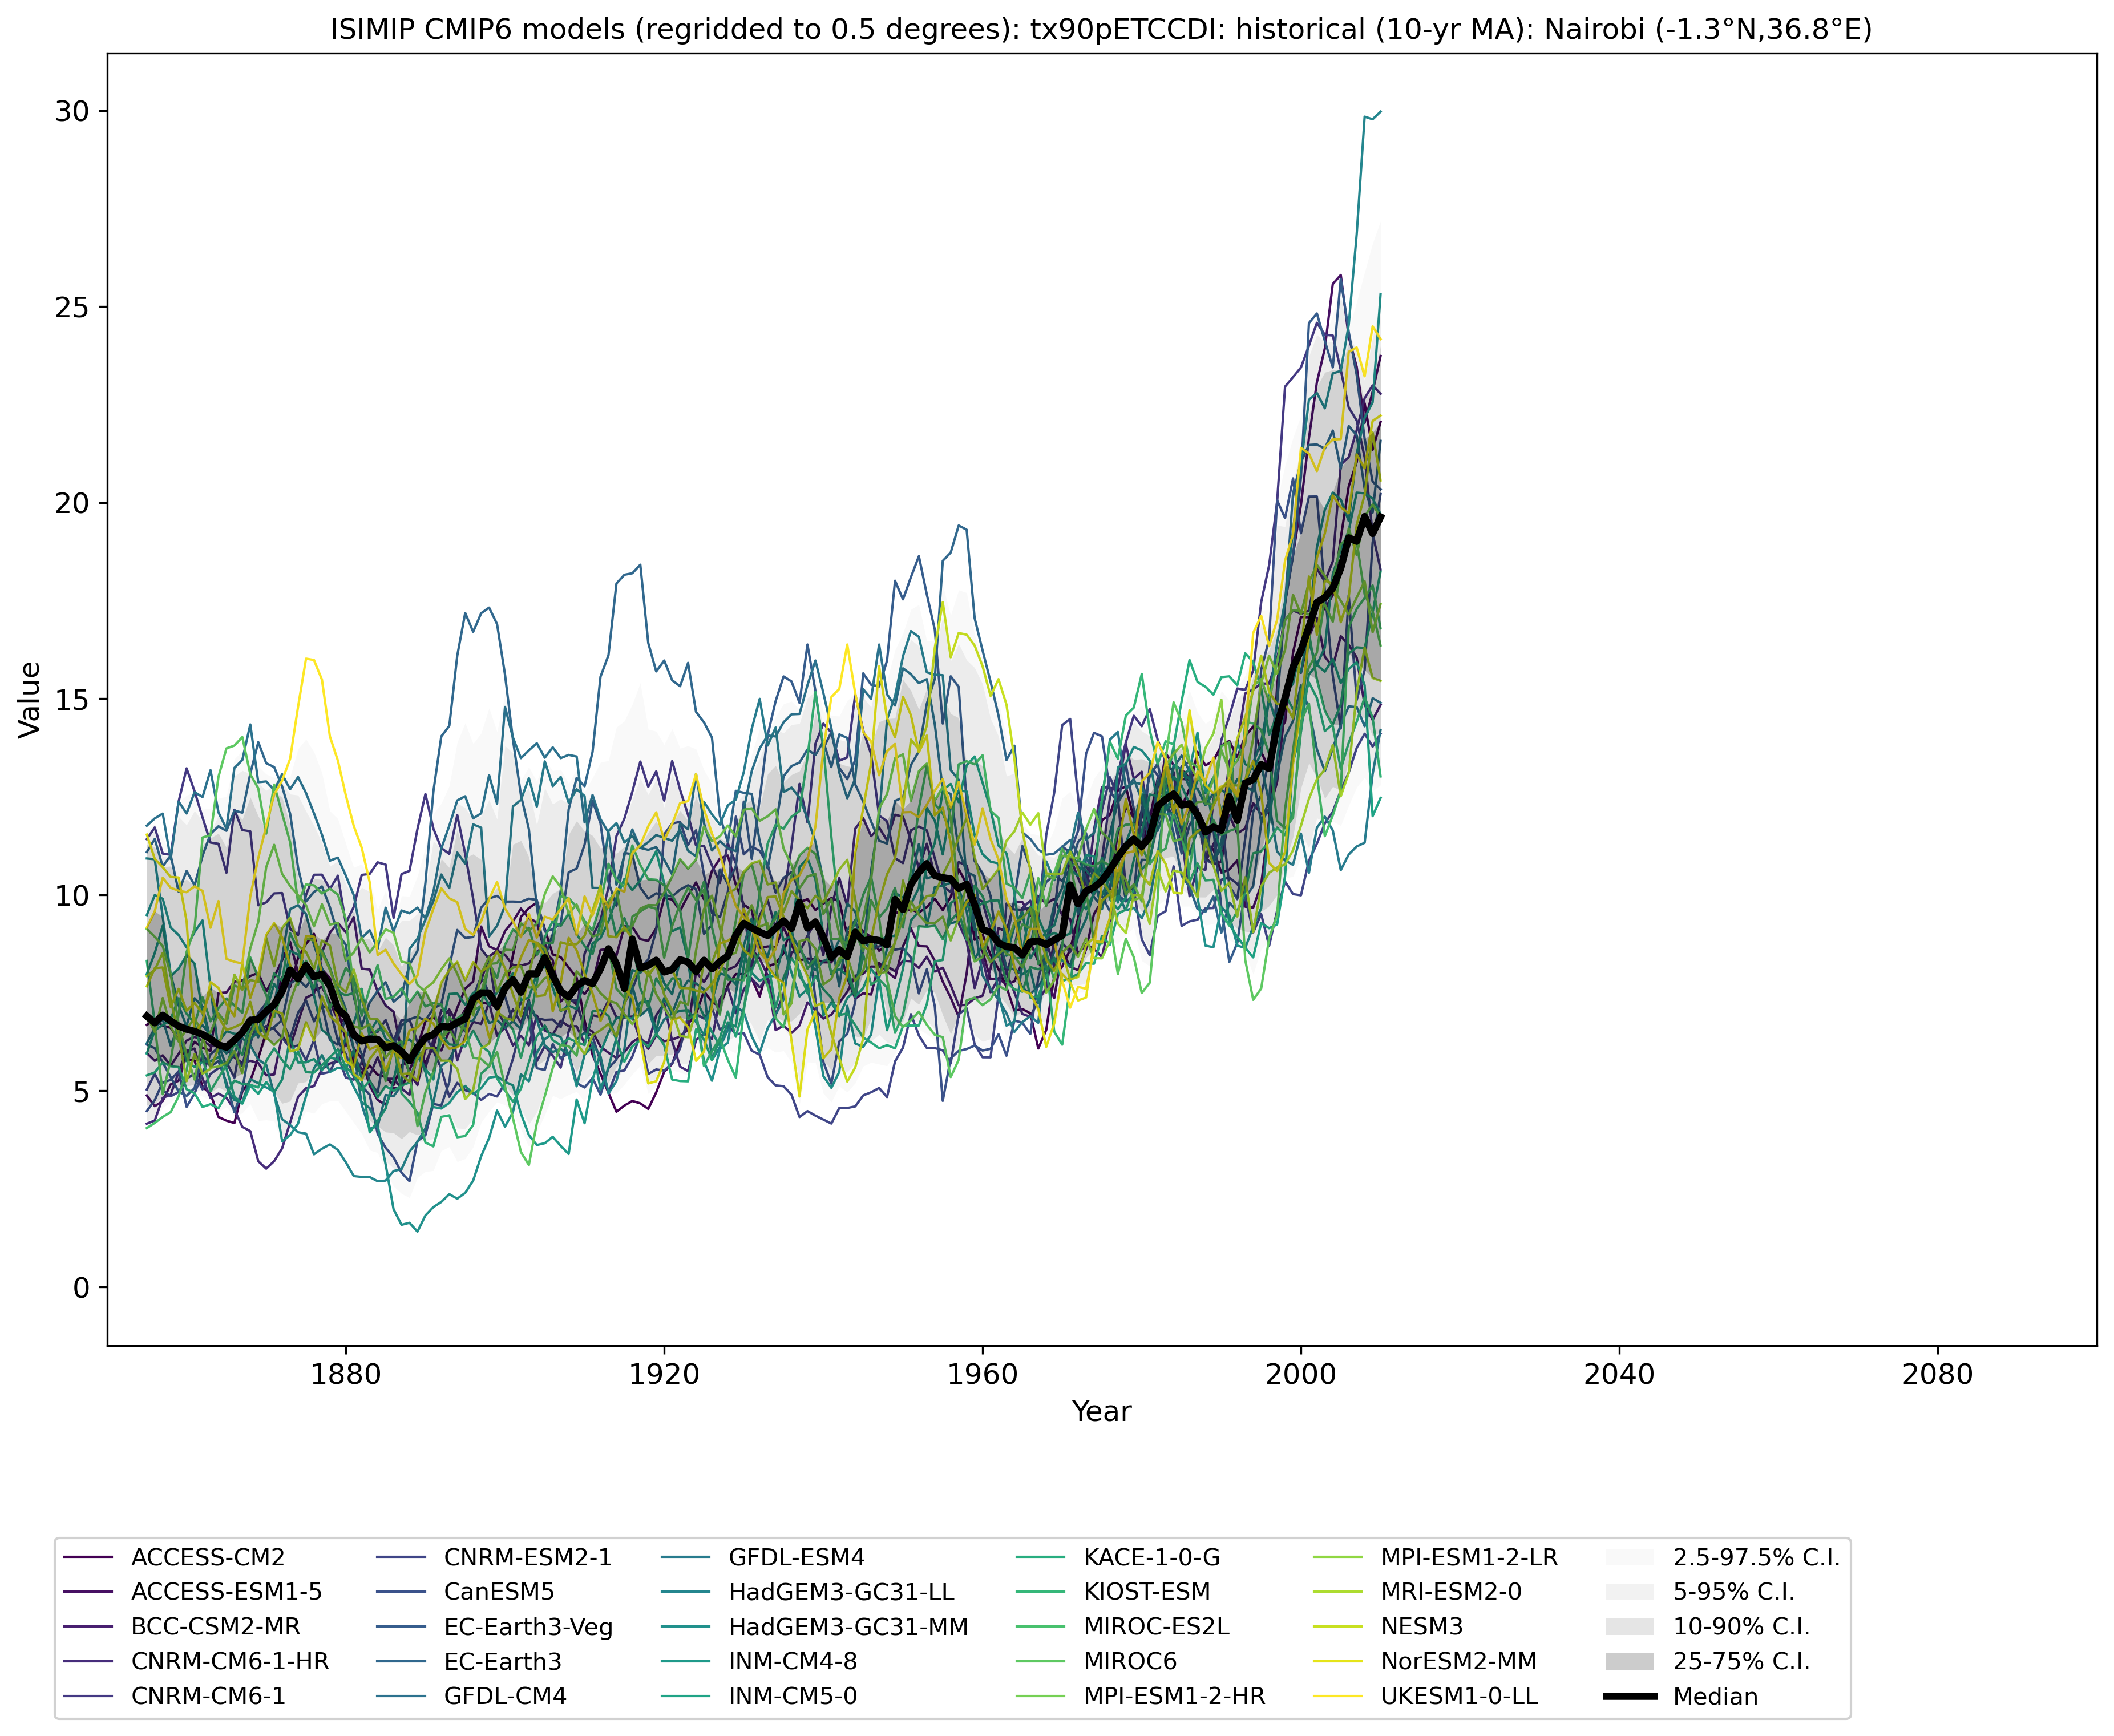 ISIMIP CMIP6 models (regridded to 0.5 degrees): tx90pETCCDI: historical (10-yr MA): Nairobi (-1.3°N,36.8°E)
30
25
20
15
10
5
0
Value
1880 1920 1960 2000 2040 2080
Year
ACCESS-CM2
ACCESS-ESM1-5
BCC-CSM2-MR
CNRM-CM6-1-HR
CNRM-CM6-1
CNRM-ESM2-1
CanESM5
EC-Earth3-Veg
EC-Earth3
GFDL-CM4
GFDL-ESM4
HadGEM3-GC31-LL
HadGEM3-GC31-MM
INM-CM4-8
INM-CM5-0
KACE-1-0-G
KIOST-ESM
MIROC-ES2L
MIROC6
MPI-ESM1-2-HR
MPI-ESM1-2-LR
MRI-ESM2-0
NESM3
NorESM2-MM
UKESM1-0-LL
2.5-97.5% C.I.
5-95% C.I.
10-90% C.I.
25-75% C.I.
Median